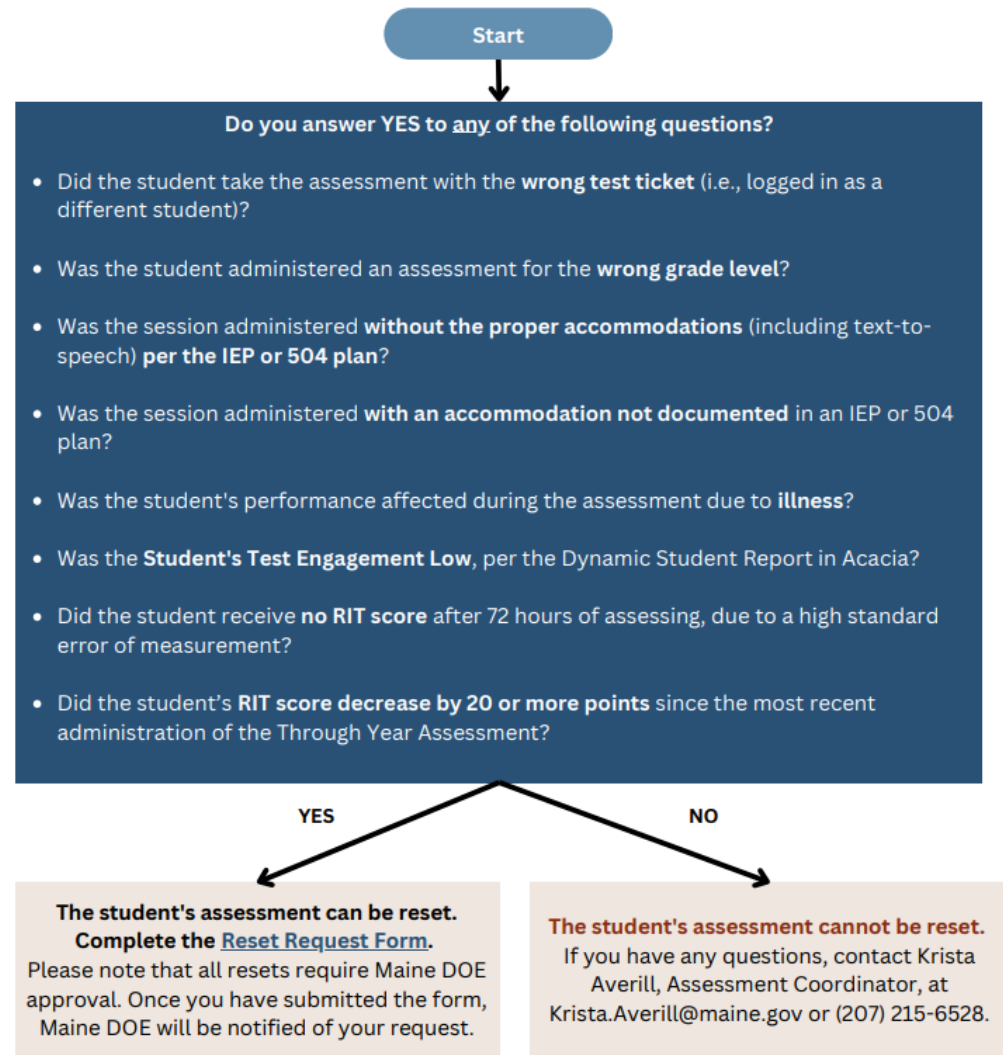 Start
Do you answer YES to any of the following questions?
• Did the student take the assessment with the wrong test ticket (i.e., logged in as a
different student)?
• Was the student administered an assessment for the wrong grade level?
• Was the session administered without the proper accommodations (including text-to-
speech) per the IEP or 504 plan?
• Was the session administered with an accommodation not documented in an IEP or 504
plan?
• Was the student's performance affected during the assessment due to illness?
• Was the Student's Test Engagement Low, per the Dynamic Student Report in Acacia?
• Did the student receive no RIT score after 72 hours of assessing, due to a high standard
error of measurement?
• Did the student’s RIT score decrease by 20 or more points since the most recent
administration of the Through Year Assessment?
YES
NO
The student's assessment can be reset.
Complete the Reset Request Form.
Please note that all resets require Maine DOE
approval. Once you have submitted the form,
Maine DOE will be notified of your request.
The student's assessment cannot be reset.
If you have any questions, contact Krista
Averill, Assessment Coordinator, at
Krista.Averill@maine.gov or (207) 215-6528.